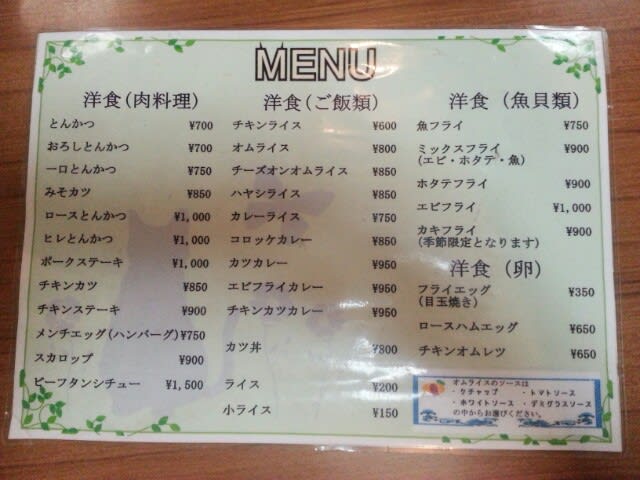 MENU
洋食(肉料理)
とんかつ ¥700
おろしとんかつ ¥700
一口とんかつ ¥750
みそカツ ¥850
ロースとんかつ ¥1,000
ヒレとんかつ ¥1,000
ポークステーキ ¥1,000
チキンカツ ¥850
チキンステーキ ¥900
メンチエッグ(ハンバーグ) ¥750
スカロップ ¥900
ビーフタンシチュー ¥1,500
洋食(ご飯類)
チキンライス ¥600
オムライス ¥800
チーズオンオムライス ¥850
ハヤシライス ¥850
カレーライス ¥750
コロッケカレー ¥850
カツカレー ¥950
エビフライカレー ¥950
チキンカツカレー ¥950
カツ丼 ¥800
ライス ¥200
小ライス ¥150
洋食(魚貝類)
魚フライ ¥750
ミックスフライ ¥900
(エビ・ホタテ・魚)
ホタテフライ ¥900
エビフライ ¥1,000
カキフライ ¥900
(季節限定となります)
洋食(卵)
フライエッグ ¥350
(目玉焼き)
ロースハムエッグ ¥650
チキンオムレツ ¥650
オムライスのソースは
・ケチャップ ・トマトソース
・ホワイトソース ・デミグラスソース
の中からお選びください。